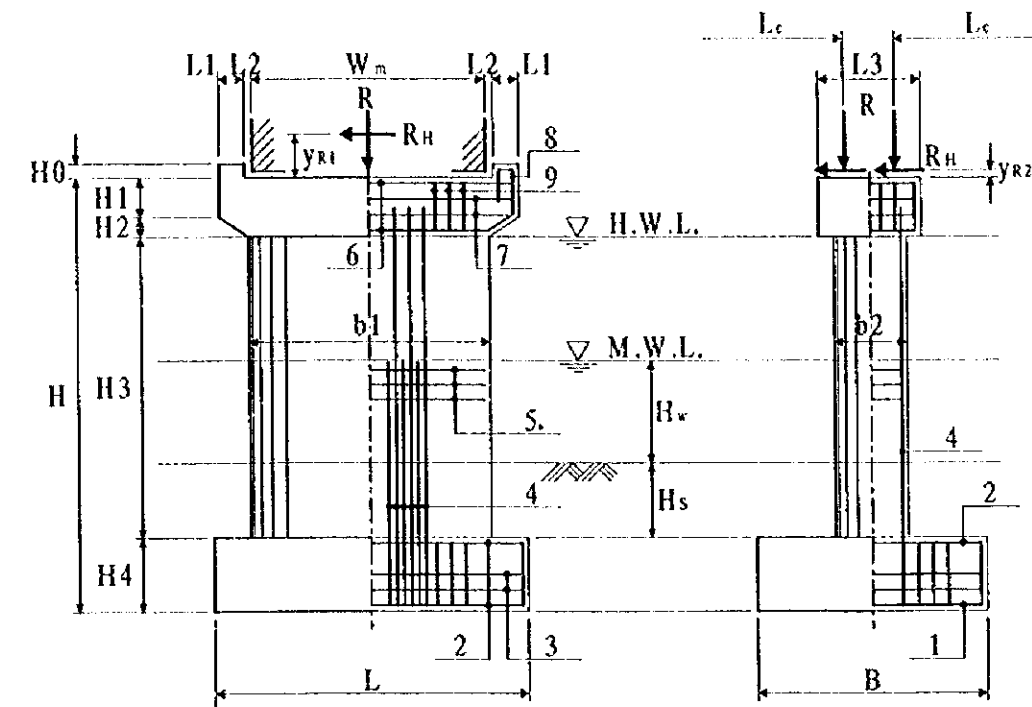 Lc Lc
L1 L2 Wm L2 L1 L3
R R
RH
yR1 8 RH yR2
H0 9
H1
H2 H.W.L.
6 7
b1 b2
M.W.L.
H H3 Hw
5.
4 4
Hs 2
H4
2 3 1
L B